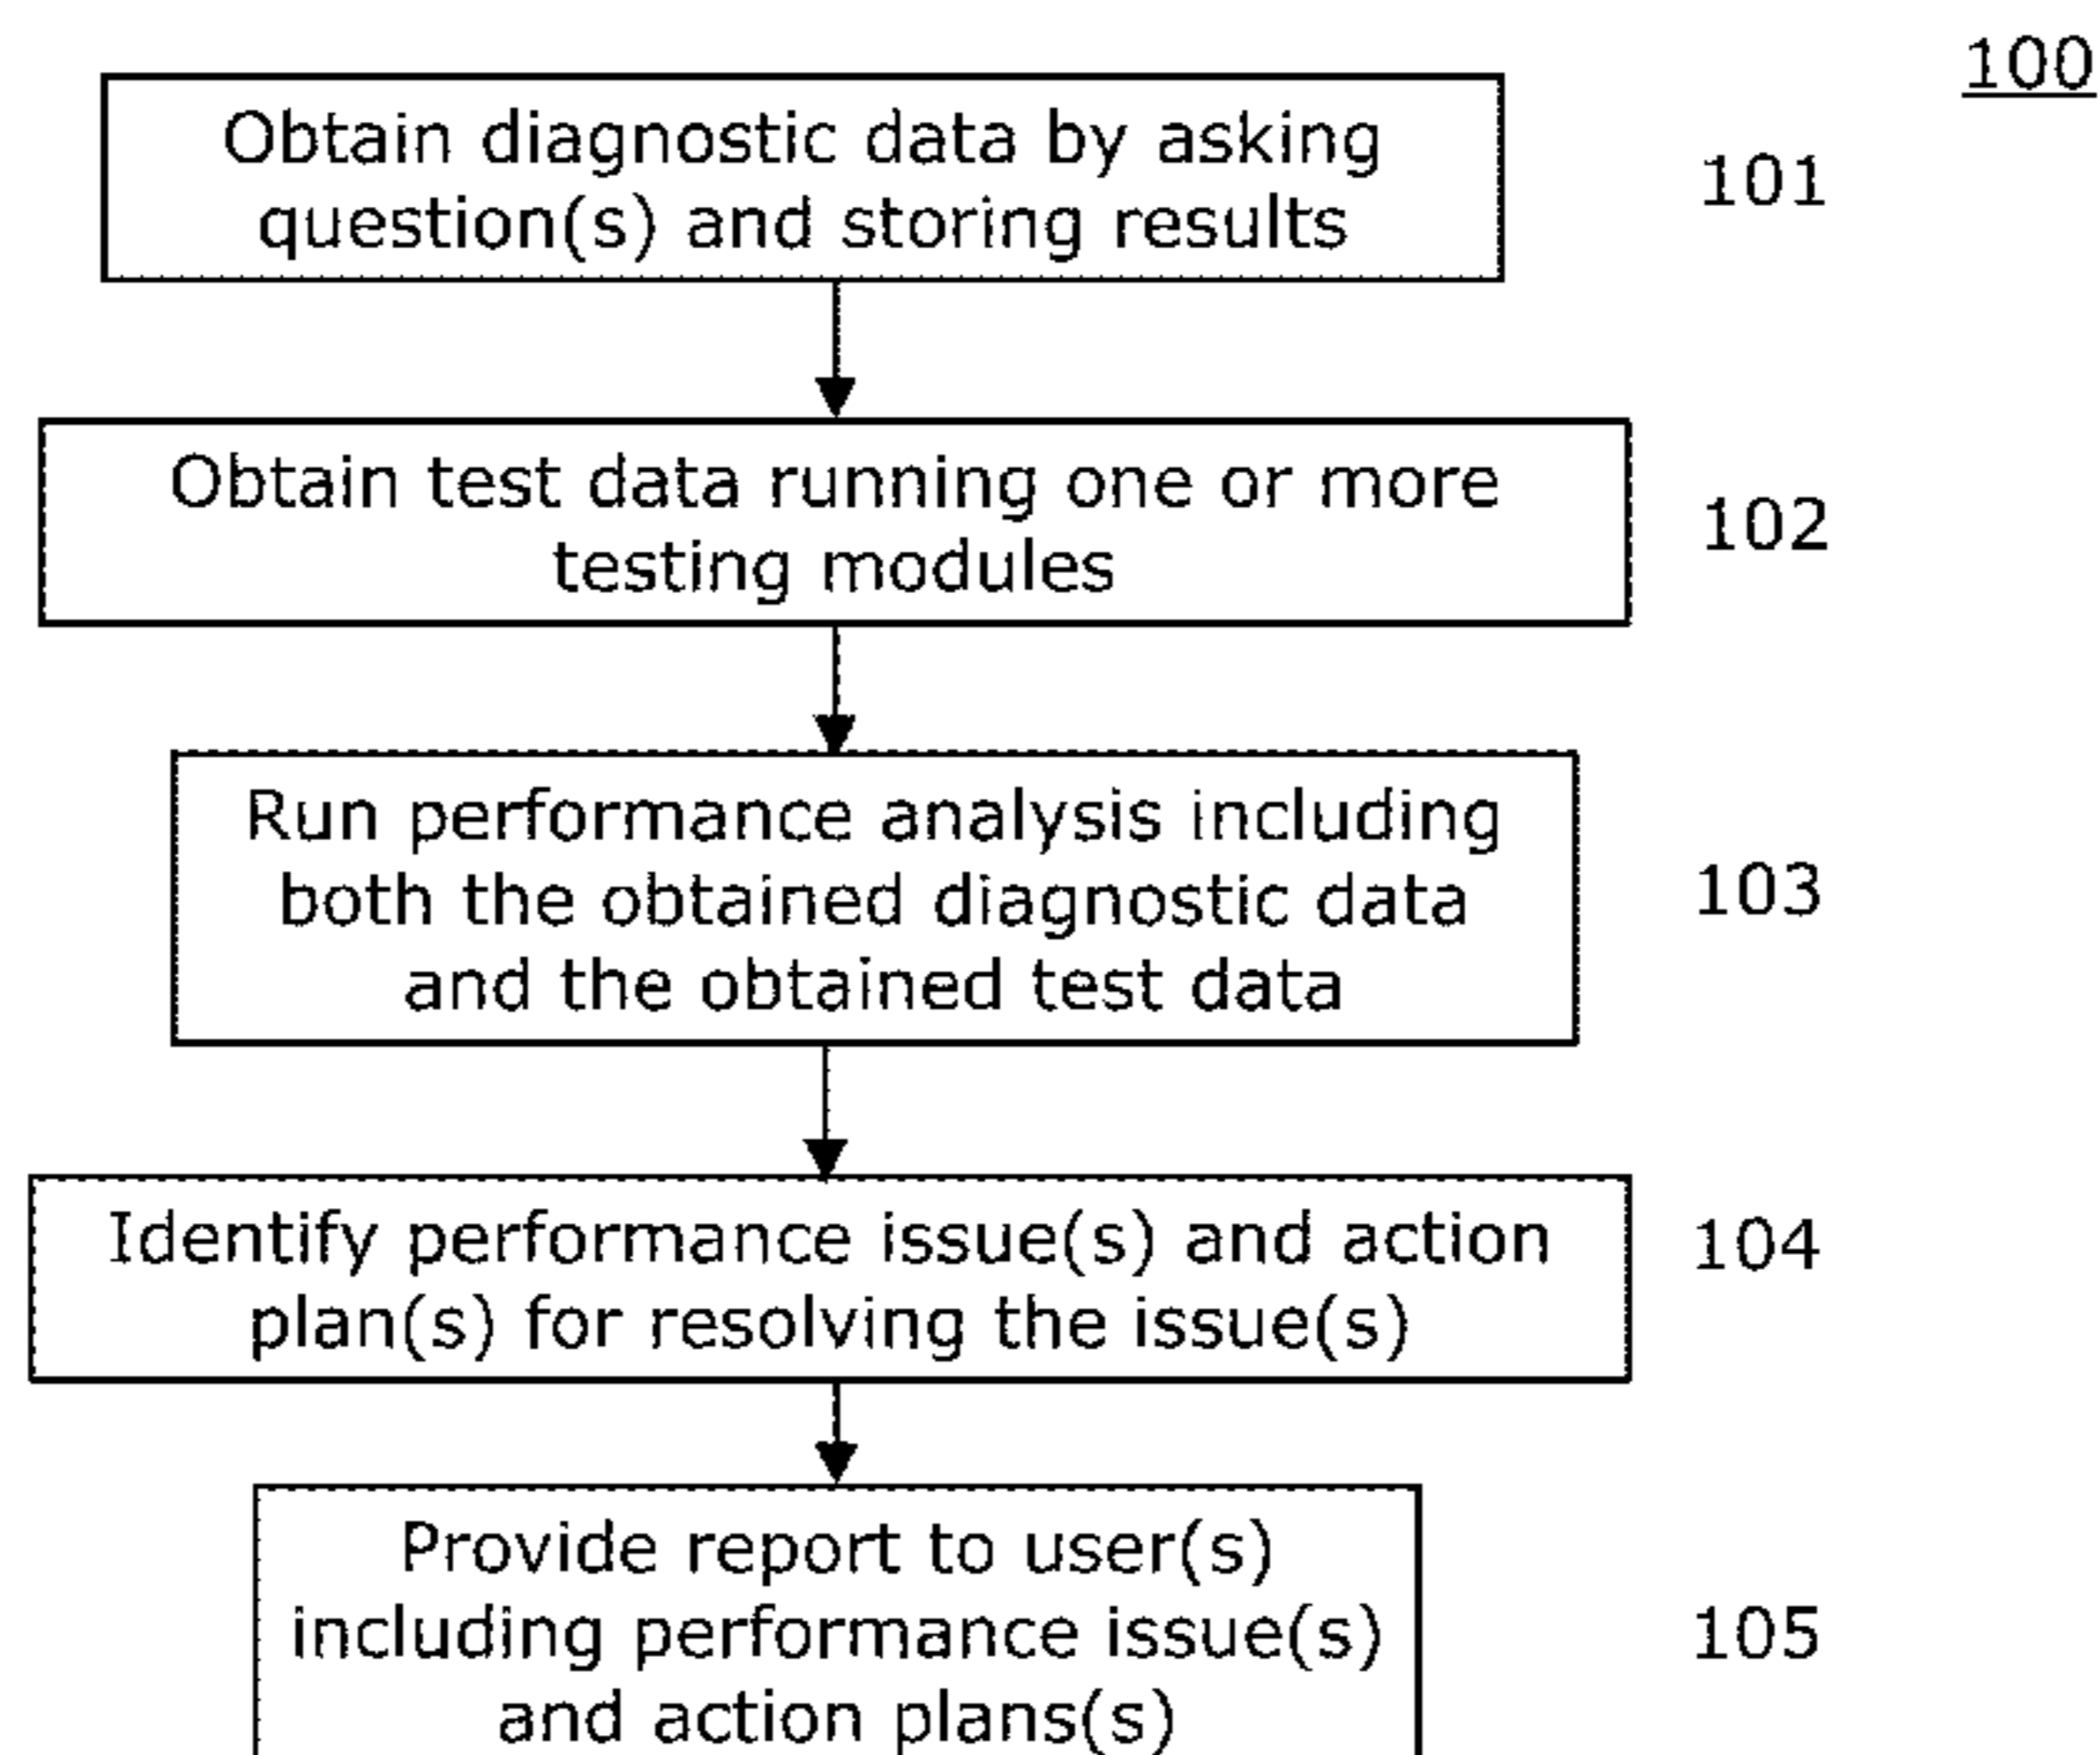 100
Obtain diagnostic data by asking
question(s) and storing results
101
Obtain test data running one or more
testing modules
102
Run performance analysis including
both the obtained diagnostic data
and the obtained test data
103
Identify performance issue(s) and action
plan(s) for resolving the issue(s)
104
Provide report to user(s)
including performance issue(s)
and action plans(s)
105